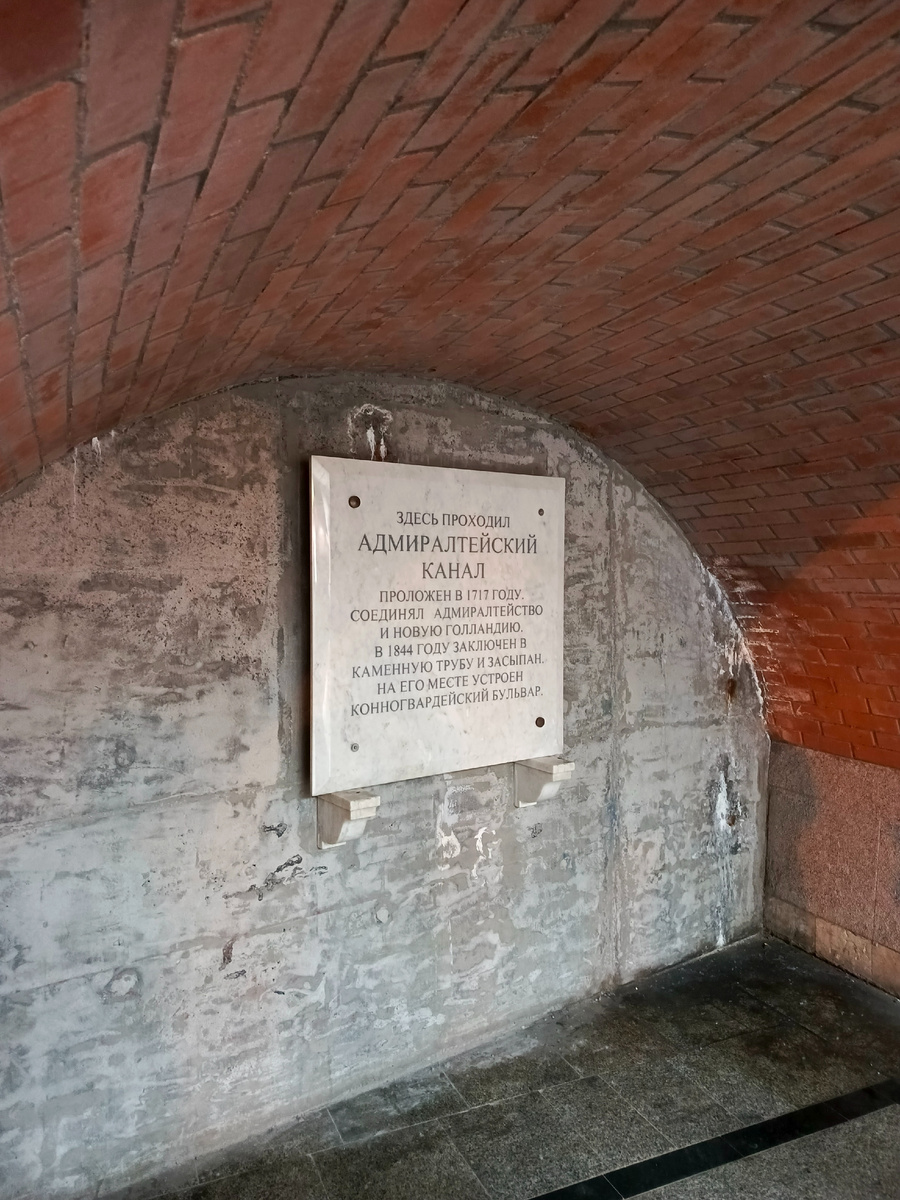 ЗДЕСЬ ПРОХОДИЛ
АДМИРАЛТЕЙСКИЙ
КАНАЛ
ПРОЛОЖЕН В 1717 ГОДУ.
СОЕДИНЯЛ АДМИРАЛТЕЙСТВО
И НОВУЮ ГОЛЛАНДИЮ.
В 1844 ГОДУ ЗАКЛЮЧЕН В
КАМЕННУЮ ТРУБУ И ЗАСЫПАН.
НА ЕГО МЕСТЕ УСТРОЕН
КОННОГВАРДЕЙСКИЙ БУЛЬВАР.